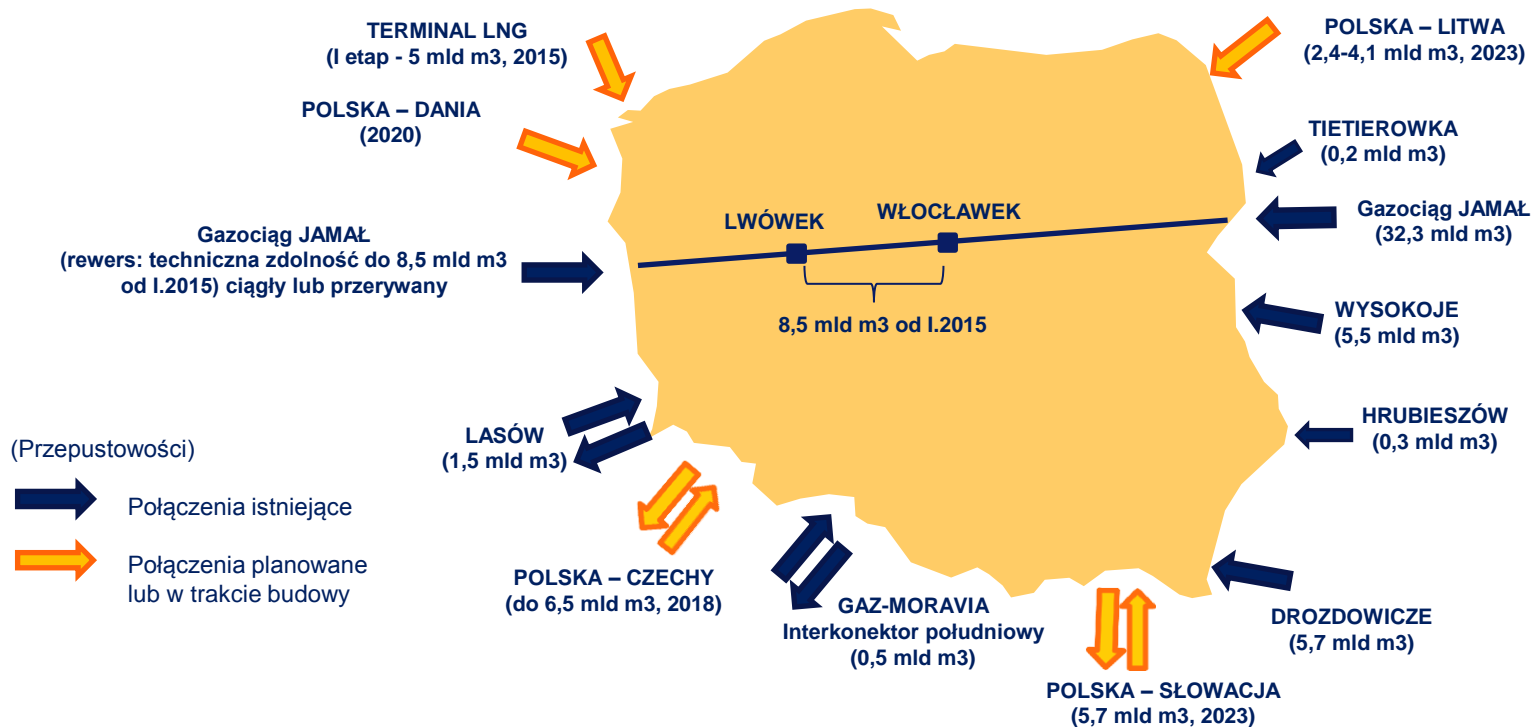 TERMINAL LNG
(I etap - 5 mld m3, 2015)
POLSKA – LITWA
(2,4-4,1 mld m3, 2023)
POLSKA – DANIA
(2020)
TIETIEROWKA
(0,2 mld m3)
LWÓWEK
WŁOCŁAWEK
Gazociąg JAMAŁ
(32,3 mld m3)
Gazociąg JAMAŁ
(rewers: techniczna zdolność do 8,5 mld m3
od I.2015) ciągły lub przerywany
8,5 mld m3 od I.2015
WYSOKOJE
(5,5 mld m3)
LASÓW
(1,5 mld m3)
HRUBIESZÓW
(0,3 mld m3)
(Przepustowości)
Połączenia istniejące
Połączenia planowane
lub w trakcie budowy
POLSKA – CZECHY
(do 6,5 mld m3, 2018)
GAZ-MORAVIA
Interkonektor południowy
(0,5 mld m3)
DROZDOWICZE
(5,7 mld m3)
POLSKA – SŁOWACJA
(5,7 mld m3, 2023)